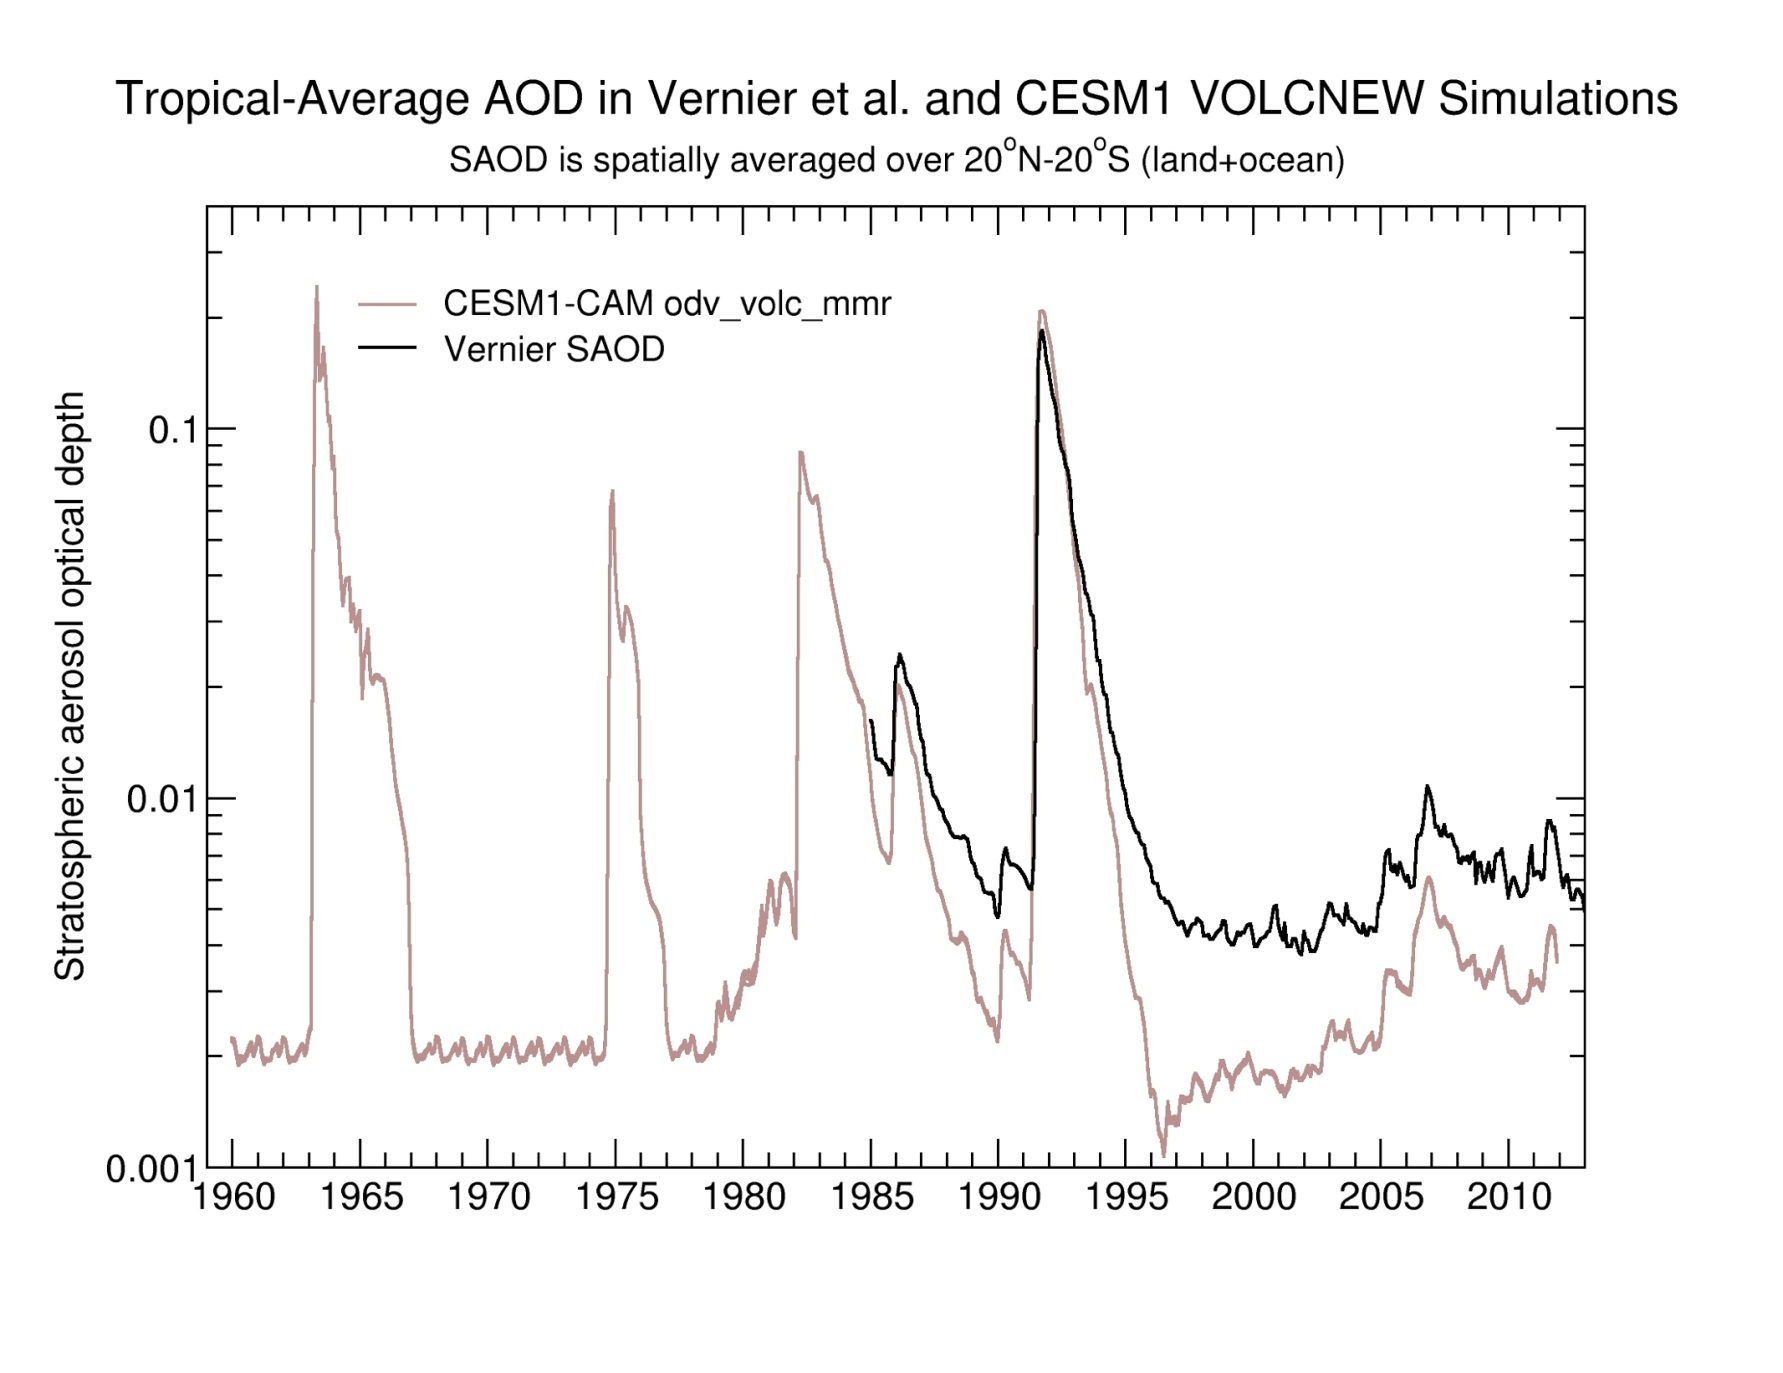 Tropical-Average AOD in Vernier et al. and CESM1 VOLCNEW Simulations
SAOD is spatially averaged over 20°N-20°S (land+ocean)
CESM1-CAM odv_volc_mmr
Vernier SAOD
Stratospheric aerosol optical depth
0.1
0.01
0.001
1960 1965 1970 1975 1980 1985 1990 1995 2000 2005 2010